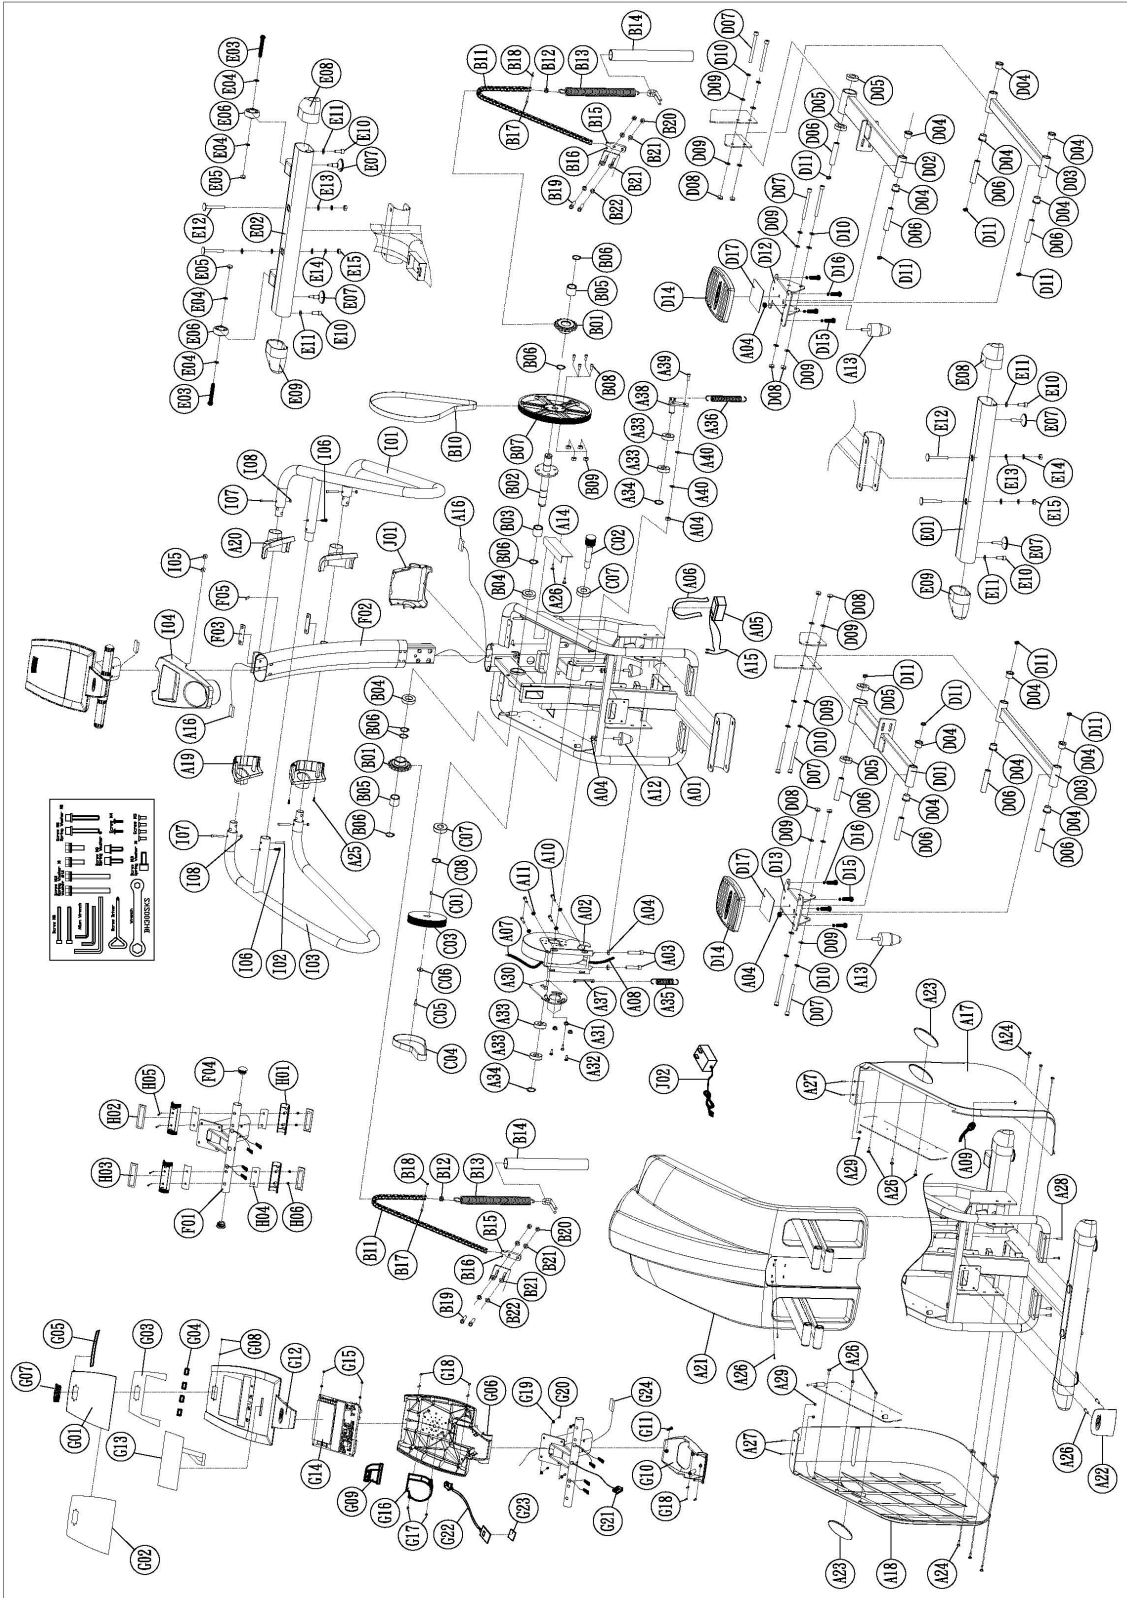 E03
E04
E06
E04
E05
E08
E11
E10
E07
E13
E12
E02
E05
E04
E06
E04
E03
E14
E15
E07
E10
E11
E09
B11
B18
B12
B13
B14
B17
B15
B16
B20
B21
B19
B21
B22
D07
D10
D09
D09
D08
D05
D05
D06
D11
D04
D02
D04
D06
D11
D04
D04
D04
D03
D04
D06
D11
D06
D11
D07
D09
D10
D12
D17
D14
D16
D15
A04
D08
D09
A13
B06
B05
B01
B06
B08
B07
B10
B09
B02
B03
B06
B04
A39
A38
A36
A33
A33
A34
A40
A40
A04
A14
A26
C02
C07
A06
A05
A15
E08
E11
E10
E07
E12
E13
E14
E15
E01
E07
E10
E11
E09
I01
I06
I08
I07
A20
I05
I04
F05
F03
F02
J01
A16
A16
A19
I07
I08
A25
I06
I02
I03
B04
B06
B01
B05
B06
C07
C08
C01
C03
C06
C05
C04
A04
A12
A01
A10
A11
A02
A04
A07
A03
A30
A37
A08
A35
A33
A31
A33
A32
A34
D08
D09
D11
D05
D09
D10
D07
D05
D06
D11
D04
D01
D04
D06
D11
D04
D04
D06
D11
D04
D03
D04
D06
D08
D09
D16
D13
D17
D15
D14
D09
A04
D10
A13
D07
BH300SKS
H05
H02
F04
H01
H03
F01
H04
H06
J02
B14
B18
B12
B13
B11
B17
B15
B16
B20
B21
B21
B19
B22
A23
A17
A24
A27
A29
A26
A09
A28
A21
A26
A29
A26
A27
A23
A18
A24
A26
A22
G05
G07
G03
G04
G08
G01
G12
G13
G15
G02
G14
G18
G06
G09
G16
G17
G22
G23
G19
G20
G24
G11
G10
G21
G18